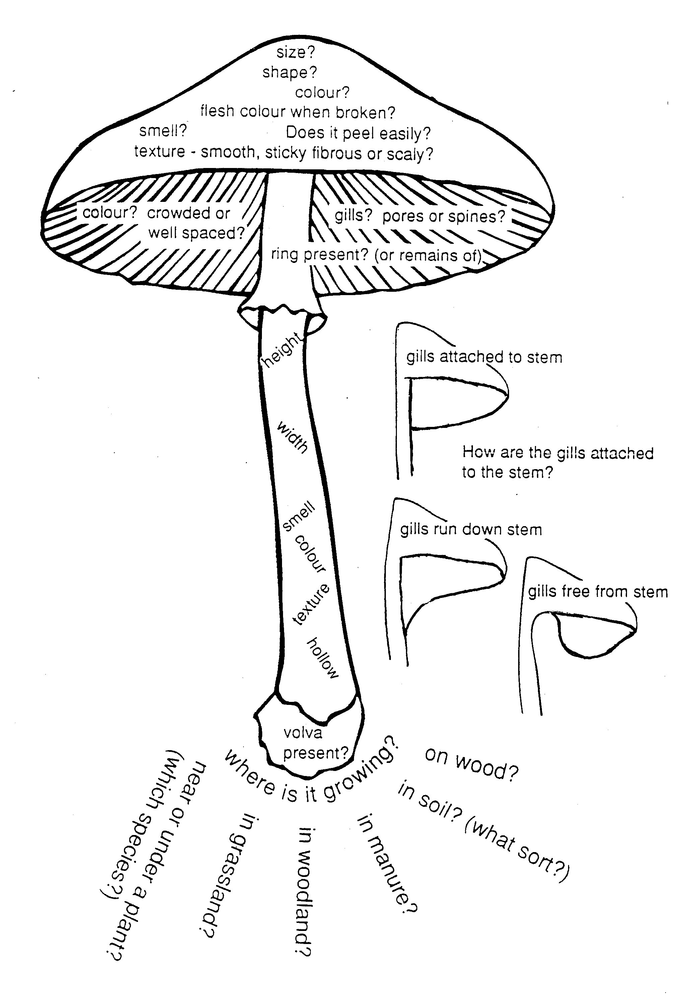 size?
shape?
colour?
flesh colour when broken?
smell? Does it peel easily?
texture - smooth, sticky fibrous or scaly?
colour? crowded or
well spaced?
gills? pores or spines?
ring present? (or remains of)
height
width
smell
colour
texture
hollow
volva
present?
gills attached to stem
How are the gills attached
to the stem?
gills run down stem
gills free from stem
where is it growing?
near or under a plant?
(which species?)
in grassland?
in woodland?
in manure?
in soil? (what sort?)
on wood?